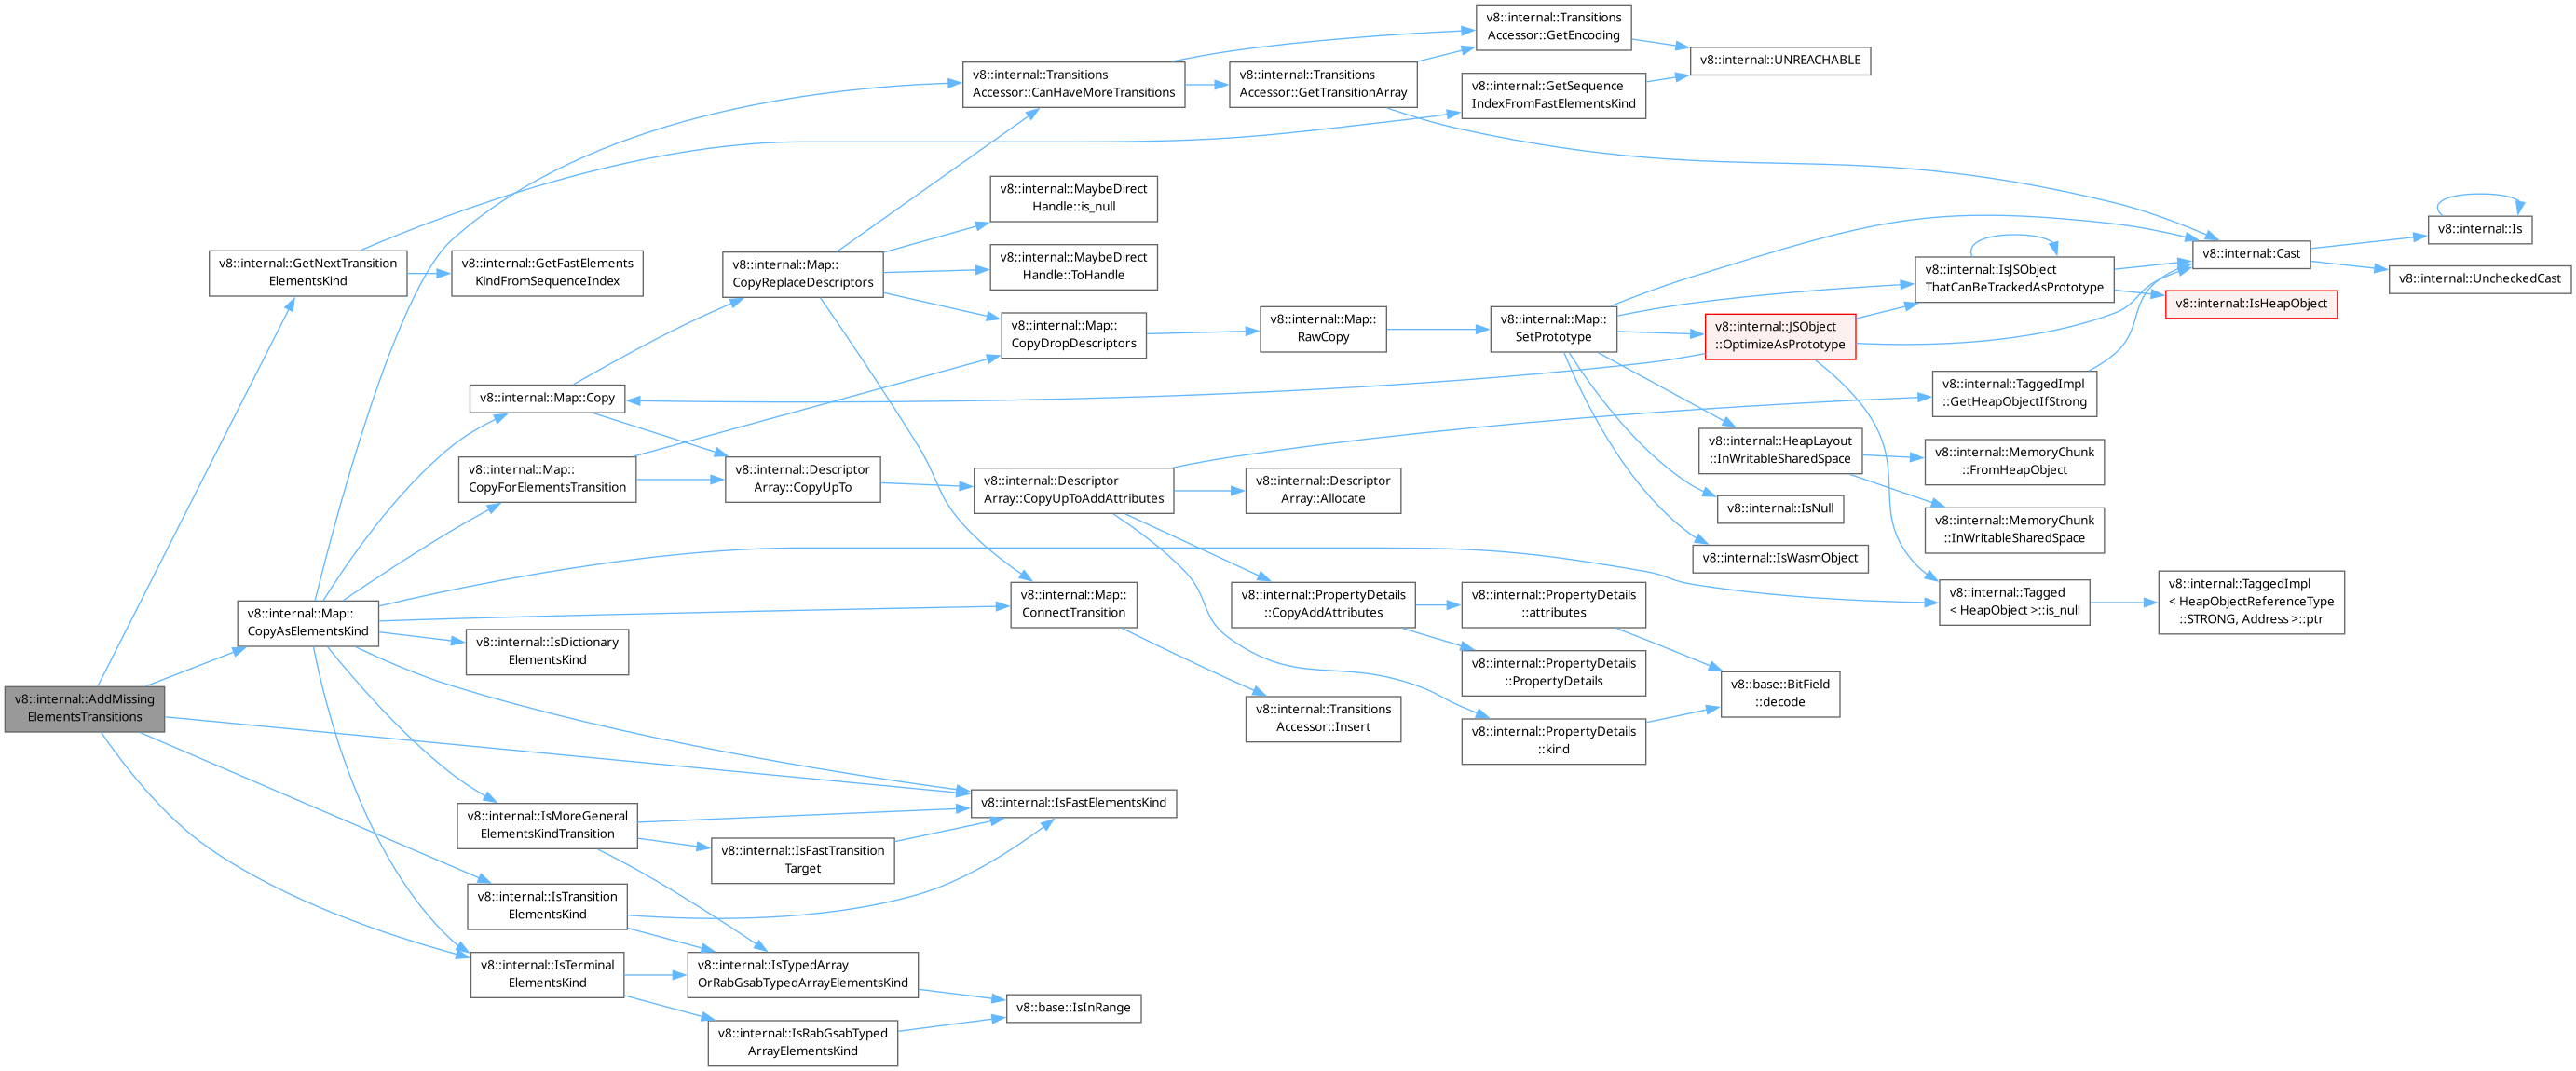 v8::internal::AddMissing
ElementsTransitions
v8::internal::GetNextTransition
ElementsKind
v8::internal::Map::
CopyAsElementsKind
v8::internal::GetFastElements
KindFromSequenceIndex
v8::internal::Map::Copy
v8::internal::Map::
CopyForElementsTransition
v8::internal::IsDictionary
ElementsKind
v8::internal::IsMoreGeneral
ElementsKindTransition
v8::internal::IsTransition
ElementsKind
v8::internal::IsTerminal
ElementsKind
v8::internal::Map::
CopyReplaceDescriptors
v8::internal::Descriptor
Array::CopyUpTo
v8::internal::IsFastTransition
Target
v8::internal::IsTypedArray
OrRabGsabTypedArrayElementsKind
v8::internal::IsRabGsabTyped
ArrayElementsKind
v8::internal::Transitions
Accessor::CanHaveMoreTransitions
v8::internal::MaybeDirect
Handle::is_null
v8::internal::MaybeDirect
Handle::ToHandle
v8::internal::Map::
CopyDropDescriptors
v8::internal::Descriptor
Array::CopyUpToAddAttributes
v8::internal::Map::
ConnectTransition
v8::internal::IsFastElementsKind
v8::base::IsInRange
v8::internal::Transitions
Accessor::GetTransitionArray
v8::internal::Map::
RawCopy
v8::internal::Descriptor
Array::Allocate
v8::internal::PropertyDetails
::CopyAddAttributes
v8::internal::Transitions
Accessor::Insert
v8::internal::Transitions
Accessor::GetEncoding
v8::internal::GetSequence
IndexFromFastElementsKind
v8::internal::Map::
SetPrototype
v8::internal::PropertyDetails
::attributes
v8::internal::PropertyDetails
::PropertyDetails
v8::internal::PropertyDetails
::kind
v8::internal::UNREACHABLE
v8::internal::JSObject
::OptimizeAsPrototype
v8::internal::HeapLayout
::InWritableSharedSpace
v8::internal::IsNull
v8::internal::IsWasmObject
v8::base::BitField
::decode
v8::internal::IsJSObject
ThatCanBeTrackedAsPrototype
v8::internal::TaggedImpl
::GetHeapObjectIfStrong
v8::internal::MemoryChunk
::FromHeapObject
v8::internal::MemoryChunk
::InWritableSharedSpace
v8::internal::Tagged
< HeapObject >::is_null
v8::internal::Cast
v8::internal::IsHeapObject
v8::internal::TaggedImpl
< HeapObjectReferenceType
::STRONG, Address >::ptr
v8::internal::Is
v8::internal::UncheckedCast